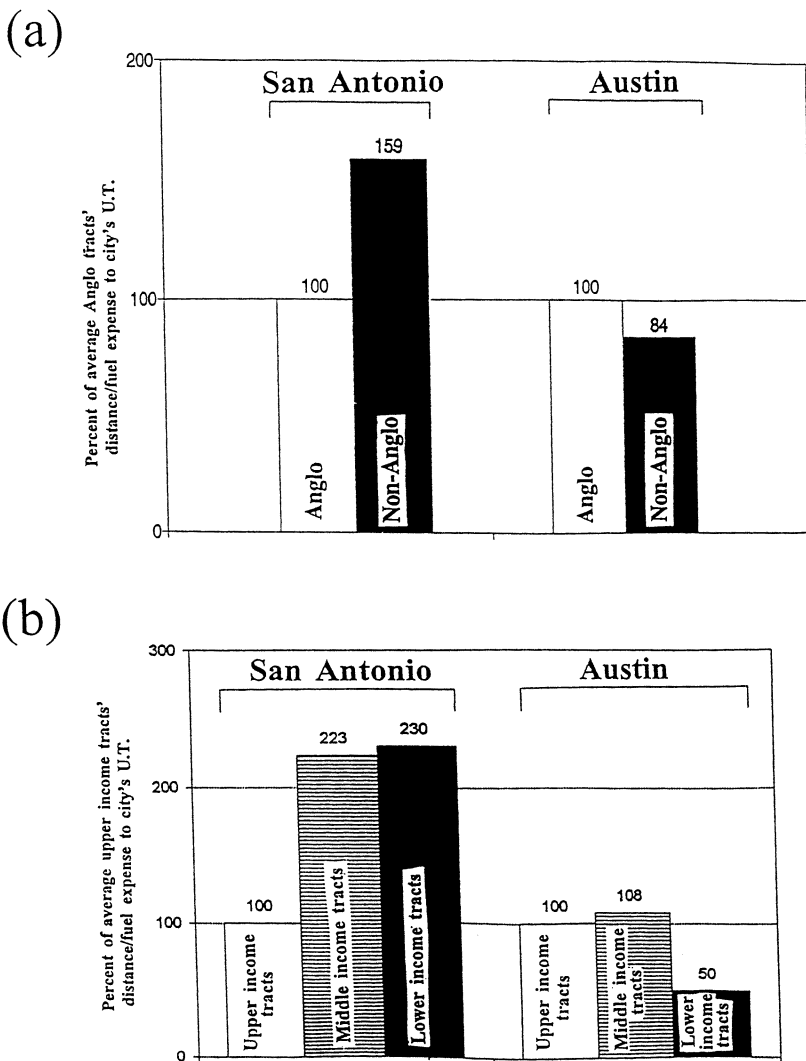 (a)
200
San Antonio
Austin
159
100
100
100
84
Percent of average Anglo tracts'
distance/fuel expense to city's U.T.
Anglo
Non-Anglo
Anglo
Non-Anglo
0
(b)
300
San Antonio
Austin
223
230
200
100
100
100
108
50
Percent of average upper income tracts'
distance/fuel expense to city's U.T.
Upper income
tracts
Middle income tracts
Lower income tracts
Upper income
tracts
Middle income
tracts
Lower
income
tracts
0